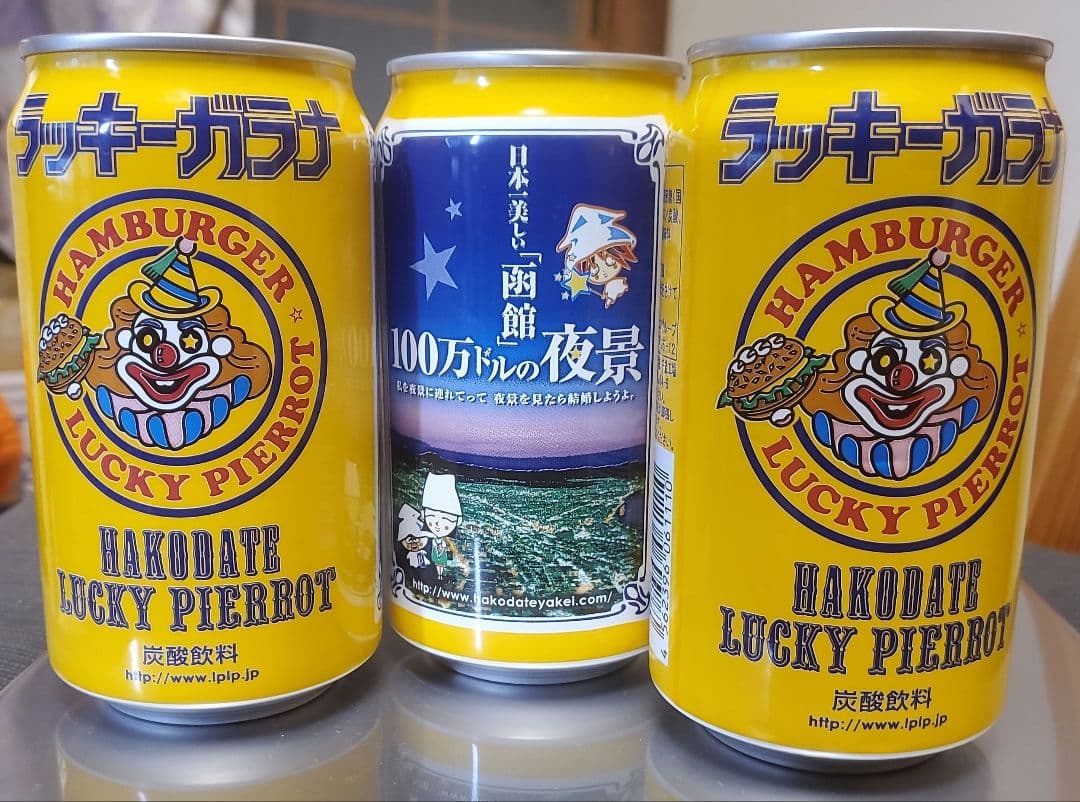 ラッキーガラナ
HAMBURGER ☆
LUCKY PIERROT
HAKODATE
LUCKY PIERROT
炭酸飲料
http://www.lplp.jp
日本一美しい「函館」
100万ドルの夜景
私を夜景に連れてって 夜景を見たら結婚しようよ。
http://www.hakodateyakei.com/
ラッキーガラナ
HAMBURGER ☆
LUCKY PIERROT
HAKODATE
LUCKY PIERROT
炭酸飲料
http://www.lplp.jp
4 562396 061110